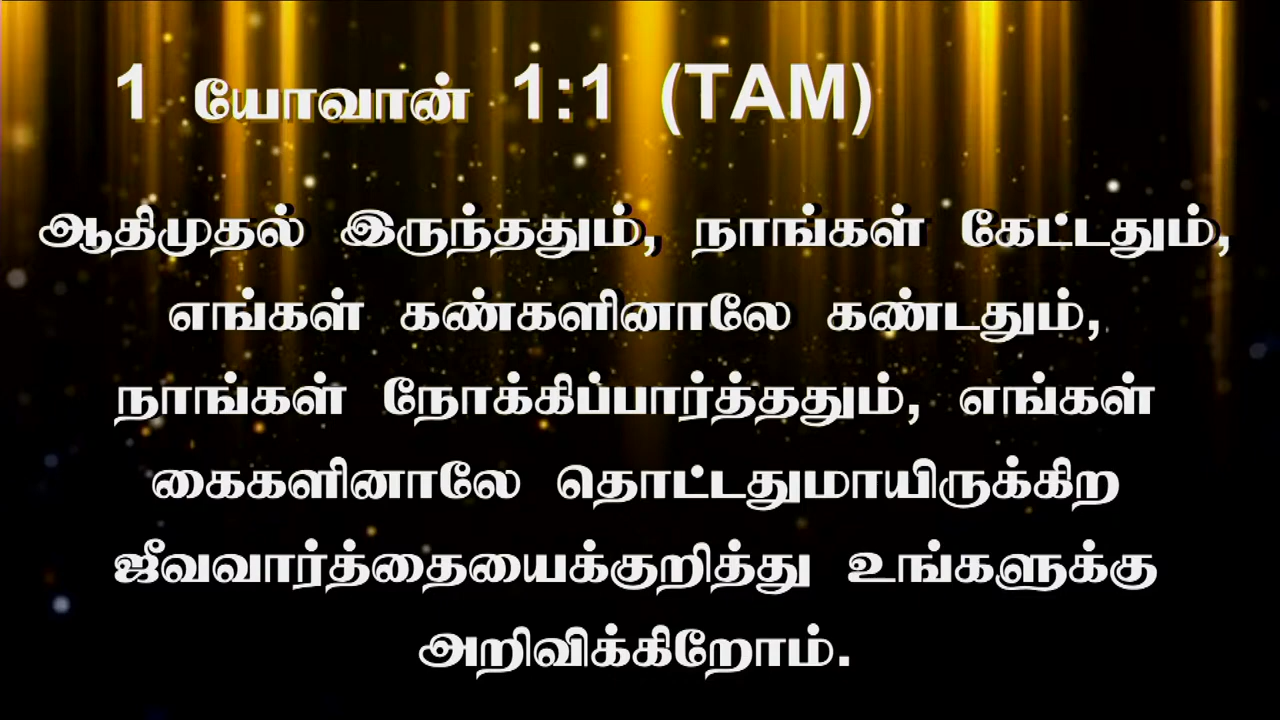 1 யோவான் 1:1 (TAM)
ஆதிமுதல் இருந்ததும், நாங்கள் கேட்டதும்,
எங்கள் கண்களினாலே கண்டதும்,
நாங்கள் நோக்கிப்பார்த்ததும், எங்கள்
கைகளினாலே தொட்டதுமாயிருக்கிற
ஜீவவார்த்தையைக்குறித்து உங்களுக்கு
அறிவிக்கிறோம்.